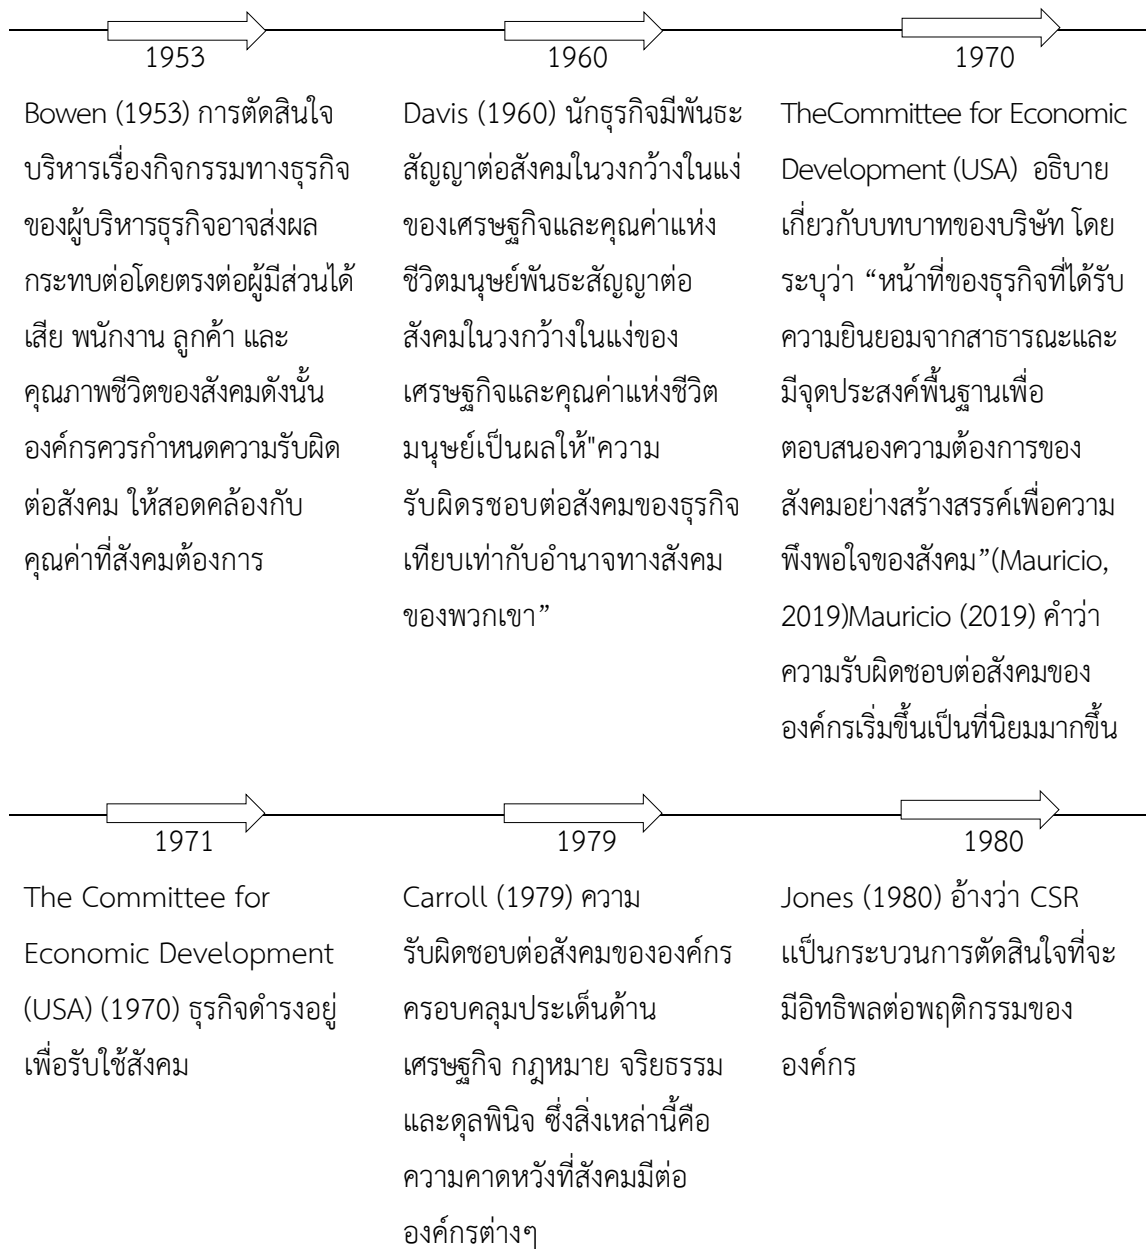 1953
1960
1970
Bowen (1953) การตัดสินใจ
บริหารเรื่องกิจกรรมทางธุรกิจ
ของผู้บริหารธุรกิจอาจส่งผล
กระทบต่อโดยตรงต่อผู้มีส่วนได้
เสีย พนักงาน ลูกค้า และ
คุณภาพชีวิตของสังคมดังนั้น
องค์กรควรกำหนดความรับผิด
ต่อสังคม ให้สอดคล้องกับ
คุณค่าที่สังคมต้องการ
Davis (1960) นักธุรกิจมีพันธะ
สัญญาต่อสังคมในวงกว้างในแง่
ของเศรษฐกิจและคุณค่าแห่ง
ชีวิตมนุษย์พันธะสัญญาต่อ
สังคมในวงกว้างในแง่ของ
เศรษฐกิจและคุณค่าแห่งชีวิต
มนุษย์เป็นผลให้"ความ
รับผิดรชอบต่อสังคมของธุรกิจ
เทียบเท่ากับอำนาจทางสังคม
ของพวกเขา”
TheCommittee for Economic
Development (USA) อธิบาย
เกี่ยวกับบทบาทของบริษัท โดย
ระบุว่า “หน้าที่ของธุรกิจที่ได้รับ
ความยินยอมจากสาธารณะและ
มีจุดประสงค์พื้นฐานเพื่อ
ตอบสนองความต้องการของ
สังคมอย่างสร้างสรรค์เพื่อความ
พึงพอใจของสังคม”(Mauricio,
2019)Mauricio (2019) คำว่า
ความรับผิดชอบต่อสังคมของ
องค์กรเริ่มขึ้นเป็นที่นิยมมากขึ้น
1971
1979
1980
The Committee for
Economic Development
(USA) (1970) ธุรกิจดำรงอยู่
เพื่อรับใช้สังคม
Carroll (1979) ความ
รับผิดชอบต่อสังคมขององค์กร
ครอบคลุมประเด็นด้าน
เศรษฐกิจ กฎหมาย จริยธรรม
และดุลพินิจ ซึ่งสิ่งเหล่านี้คือ
ความคาดหวังที่สังคมมีต่อ
องค์กรต่างๆ
Jones (1980) อ้างว่า CSR
แเป็นกระบวนการตัดสินใจที่จะ
มีอิทธิพลต่อพฤติกรรมของ
องค์กร